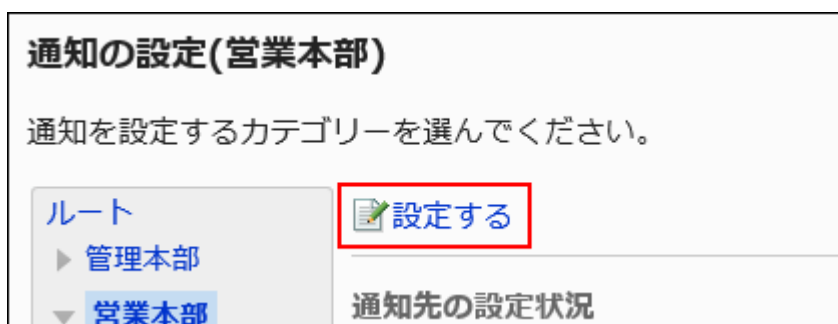 通知の設定(営業本部)
通知を設定するカテゴリーを選んでください。
ルート
設定する
管理本部
営業本部
通知先の設定状況